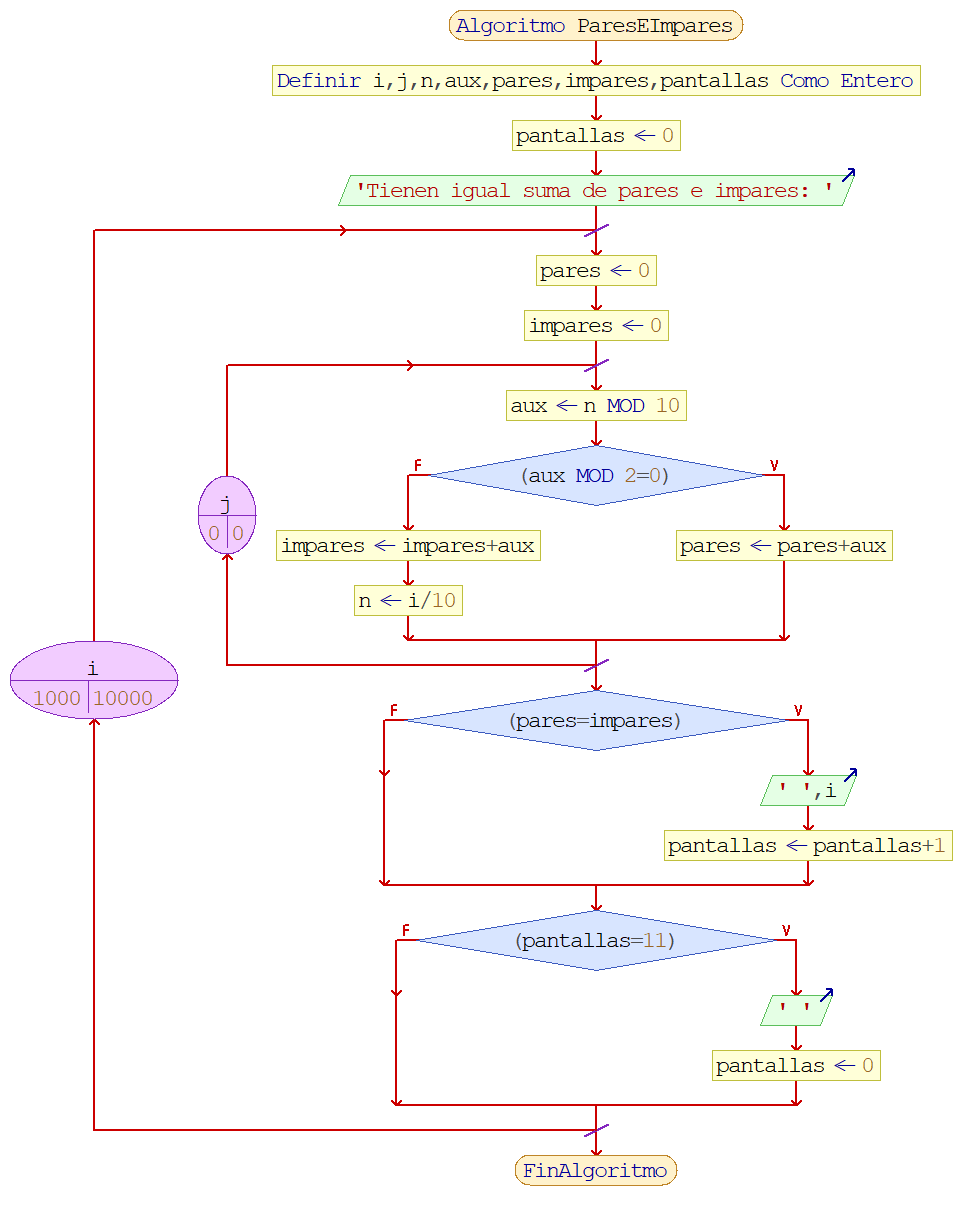 Algoritmo ParesEImpares
Definir i,j,n,aux,pares,impares,pantallas Como Entero
pantallas ← 0
'Tienen igual suma de pares e impares: '
pares ← 0
impares ← 0
aux ← n MOD 10
F
(aux MOD 2=0)
V
j
0 0
impares ← impares+aux
pares ← pares+aux
n ← i/10
i
1000 10000
F
(pares=impares)
V
' ',i
pantallas ← pantallas+1
F
(pantallas=11)
V
' '
pantallas ← 0
FinAlgoritmo